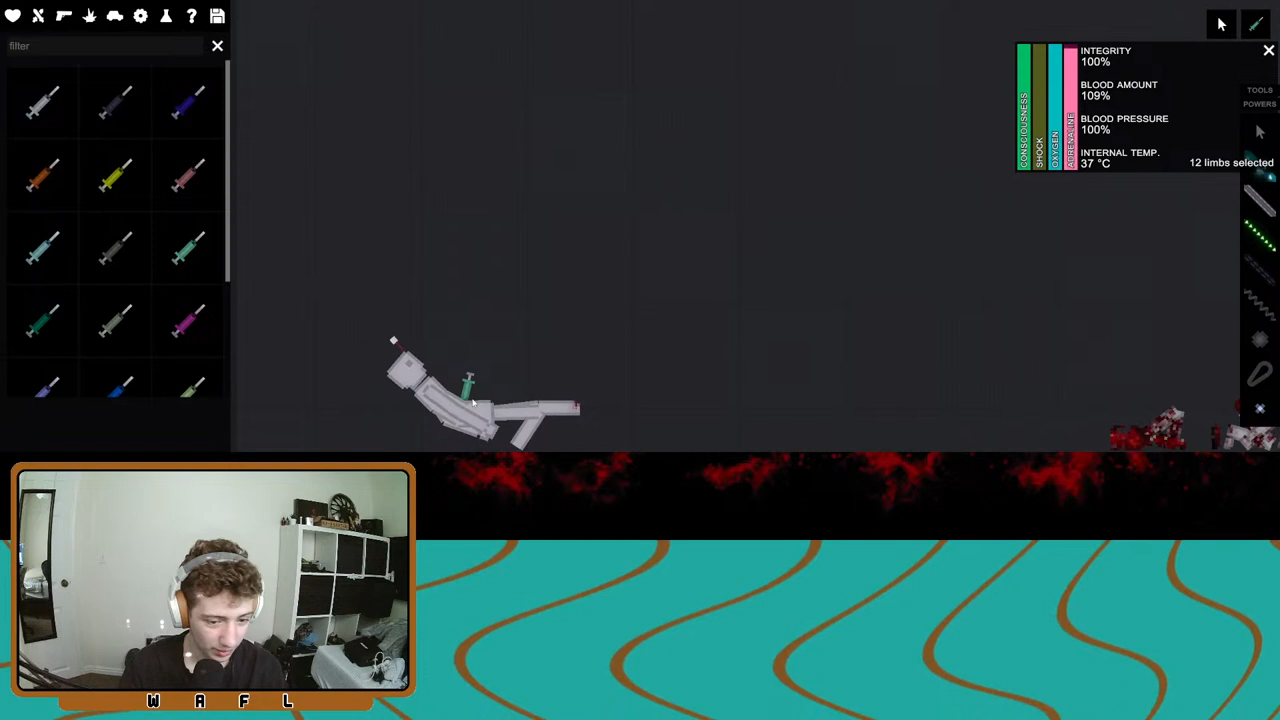 filter
INTEGRITY
100%
BLOOD AMOUNT
109%
BLOOD PRESSURE
100%
INTERNAL TEMP.
37 °C
12 limbs selected
CONSCIOUSNESS
SHOCK
OXYGEN
ADRENALINE
TOOLS
POWERS
W A F L